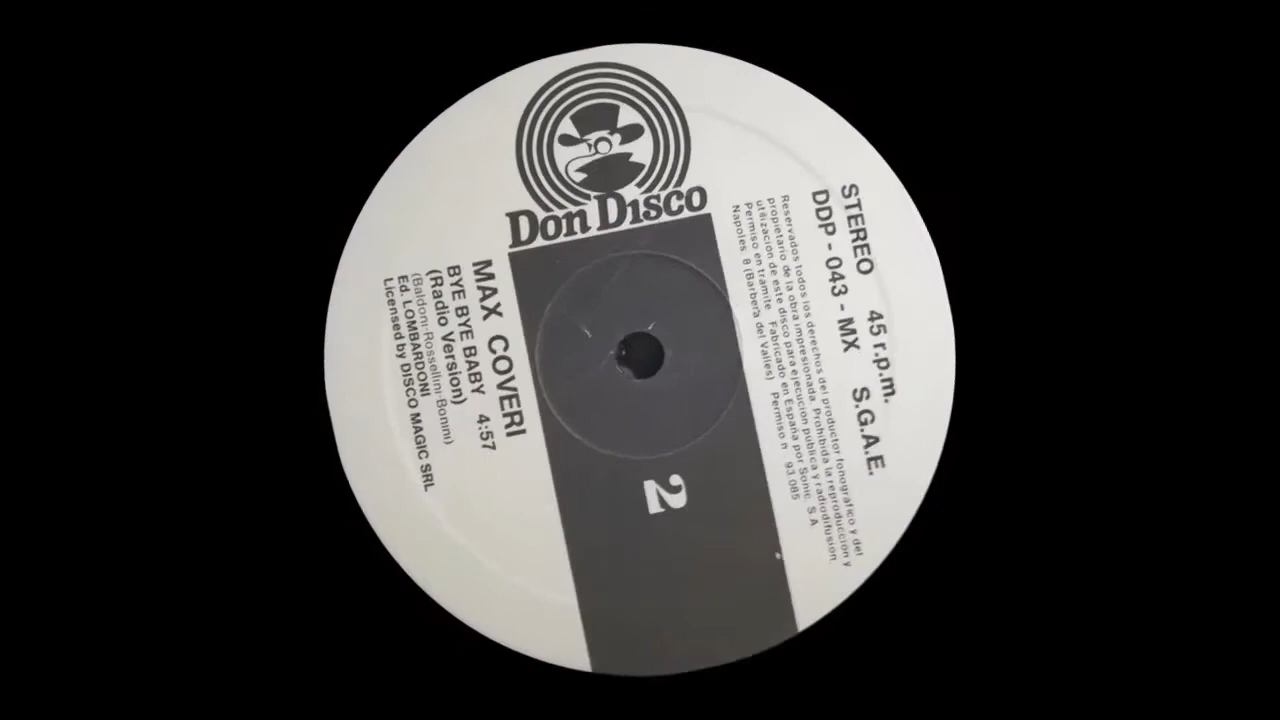 Don Disco
STEREO 45 r.p.m.
DDP - 043 - MX S.G.A.E.
Reservados todos los derechos del productor fonografico y del
propietario de la obra impresionada. Prohibida la reproducción y
utilización de este disco para ejecución publica y radiodifusión.
Permiso en tramite Fabricado en España por Sonic, S.A
Napoles 8 (Barberà del Valles) Permiso n. 93.085
2
MAX COVERI
BYE BYE BABY 4:57
(Radio Version)
(Baldoni-Rossellini-Bonini)
Ed. LOMBARDONI
Licensed by DISCO MAGIC SRL